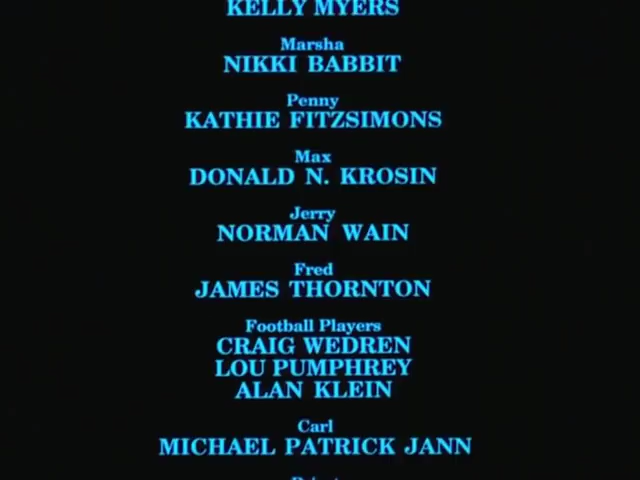 KELLY MYERS
Marsha
NIKKI BABBIT
Penny
KATHIE FITZSIMONS
Max
DONALD N. KROSIN
Jerry
NORMAN WAIN
Fred
JAMES THORNTON
Football Players
CRAIG WEDREN
LOU PUMPHREY
ALAN KLEIN
Carl
MICHAEL PATRICK JANN